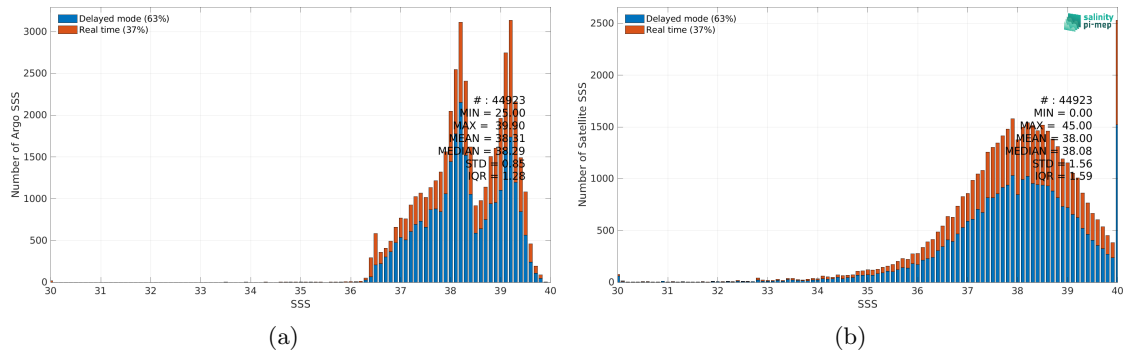 Delayed mode (63%)
Real time (37%)
3000
2500
2000
1500
1000
500
0
Number of Argo SSS
# : 44923
MIN = 25.00
MAX = 39.90
MEAN = 38.31
MEDIAN = 38.29
STD = 0.85
IQR = 1.28
30 31 32 33 34 35 36 37 38 39 40
SSS
(a)
Delayed mode (63%)
Real time (37%)
salinity
pi-mep
2500
2000
1500
1000
500
0
Number of Satellite SSS
# : 44923
MIN = 0.00
MAX = 45.00
MEAN = 38.00
MEDIAN = 38.08
STD = 1.56
IQR = 1.59
30 31 32 33 34 35 36 37 38 39 40
SSS
(b)